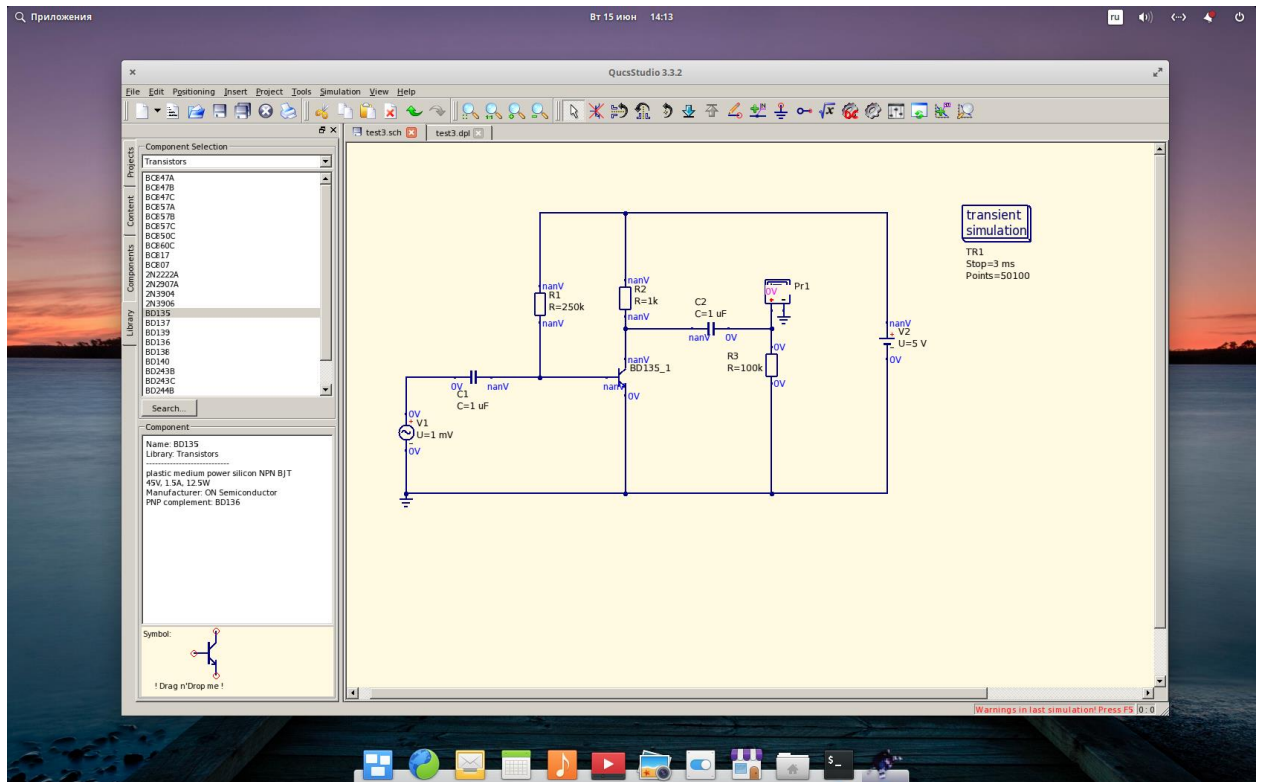 Приложения
Вт 15 июн 14:13
ru
QucsStudio 3.3.2
File Edit Positioning Insert Project Tools Simulation View Help
test3.sch
test3.dpl
Projects
Content
Components
Library
Component Selection
Transistors
BC847A
BC847B
BC847C
BC857A
BC857B
BC857C
BC850C
BC860C
BC817
BC807
2N2222A
2N2907A
2N3904
2N3906
BD135
BD137
BD139
BD136
BD138
BD140
BD243B
BD243C
BD244B
Search...
Component
Name: BD135
Library: Transistors
----------------------------
plastic medium power silicon NPN BJT
45V, 1.5A, 12.5W
Manufacturer: ON Semiconductor
PNP complement: BD136
Symbol:
! Drag n'Drop me !
transient
simulation
TR1
Stop=3 ms
Points=50100
nanV
R1
R=250k
nanV
nanV
R2
R=1k
nanV
C2
C=1 uF
nanV
0V
0V
Pr1
0V
R3
R=100k
0V
nanV
V2
U=5 V
0V
nanV
BD135_1
nanV
0V
0V
nanV
C1
C=1 uF
0V
V1
U=1 mV
0V
Warnings in last simulation! Press F5
0 : 0